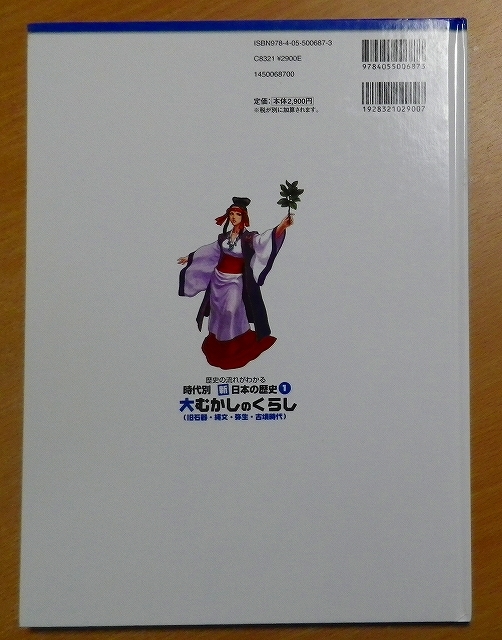 ISBN978-4-05-500687-3
C8321 ¥2900E
1450068700
定価:本体2,900円
※税が別に加算されます。
9784055006873
1928321029007
歴史の流れがわかる
時代別 新 日本の歴史 1
大むかしのくらし
(旧石器・縄文・弥生・古墳時代)